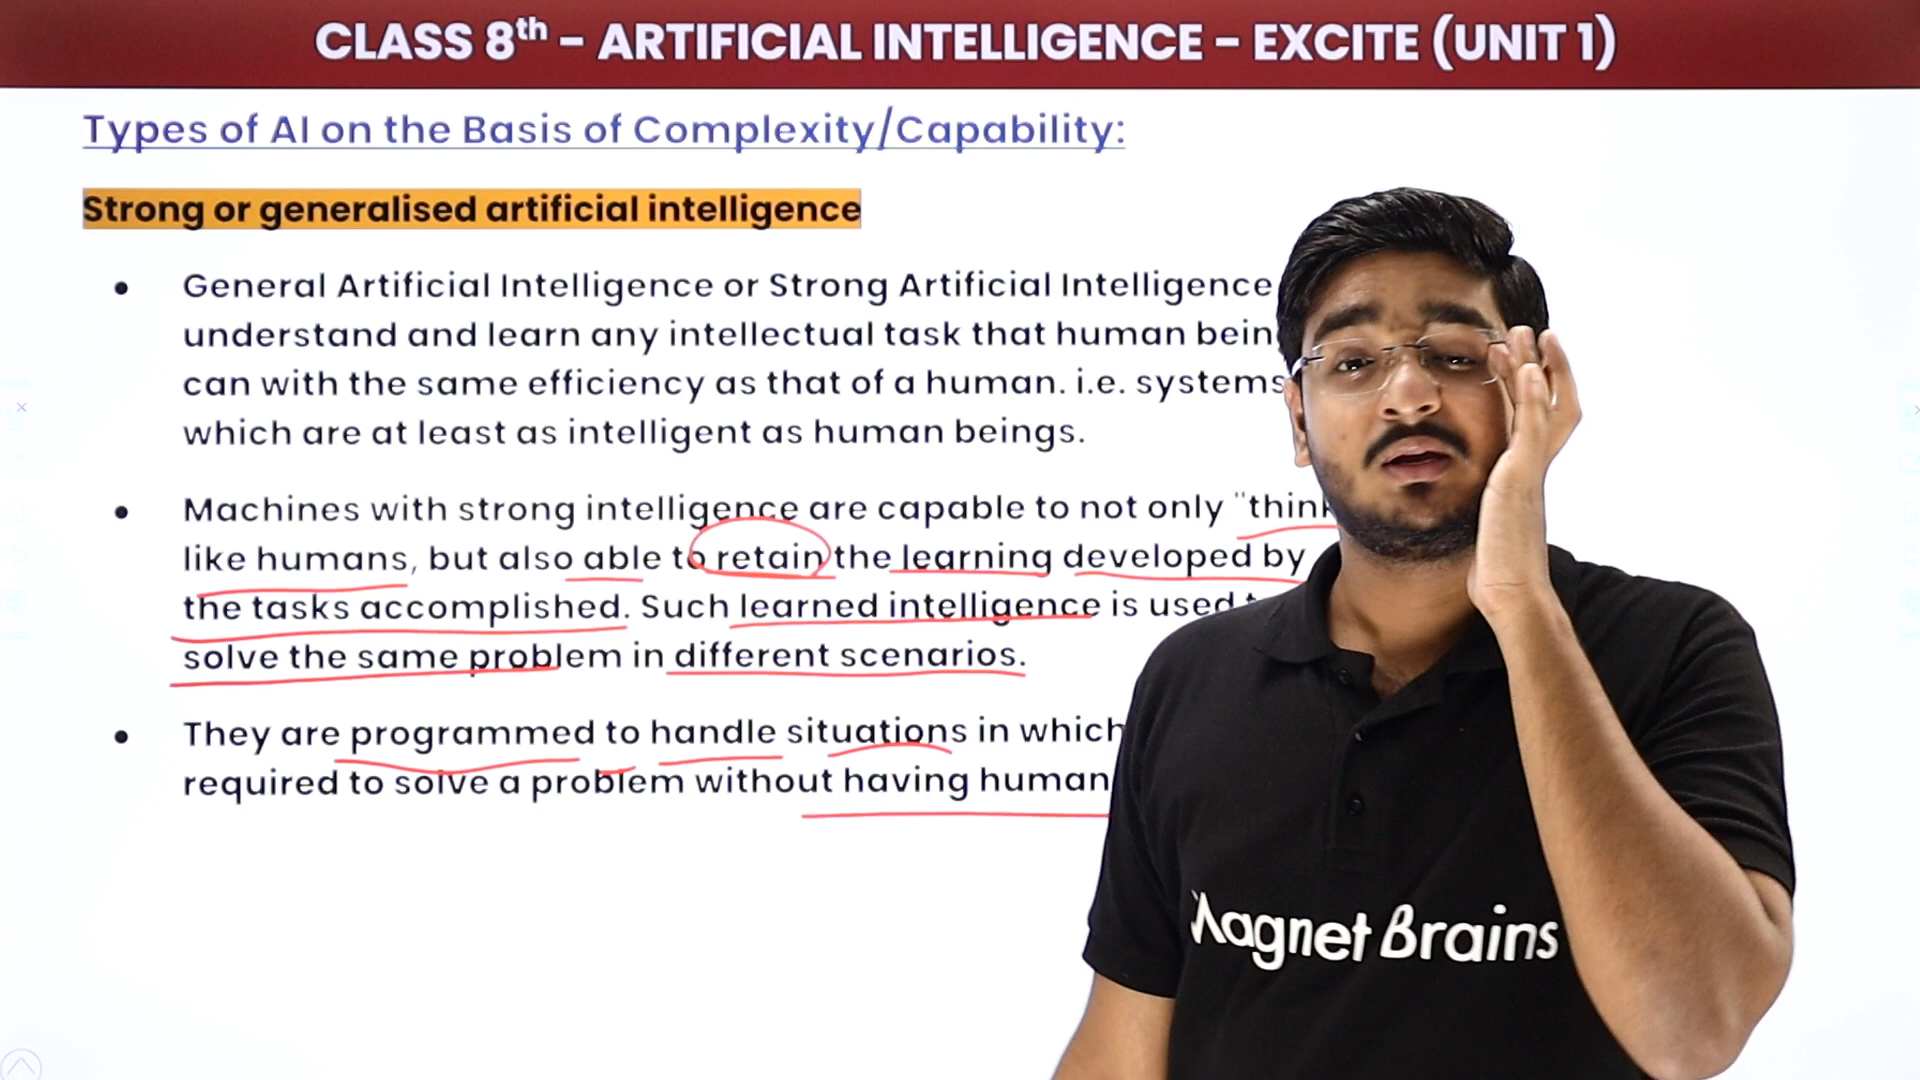 CLASS 8th - ARTIFICIAL INTELLIGENCE - EXCITE (UNIT 1)
Types of AI on the Basis of Complexity/Capability:
Strong or generalised artificial intelligence
• General Artificial Intelligence or Strong Artificial Intelligence
understand and learn any intellectual task that human
can with the same efficiency as that of a human. i.e. systems
which are at least as intelligent as human beings.
• Machines with strong intelligence are capable to not only "think
like humans, but also able to retain the learning developed by
the tasks accomplished. Such learned intelligence is used
solve the same problem in different scenarios.
• They are programmed to handle situations in which
required to solve a problem without having human
Magnet Brains